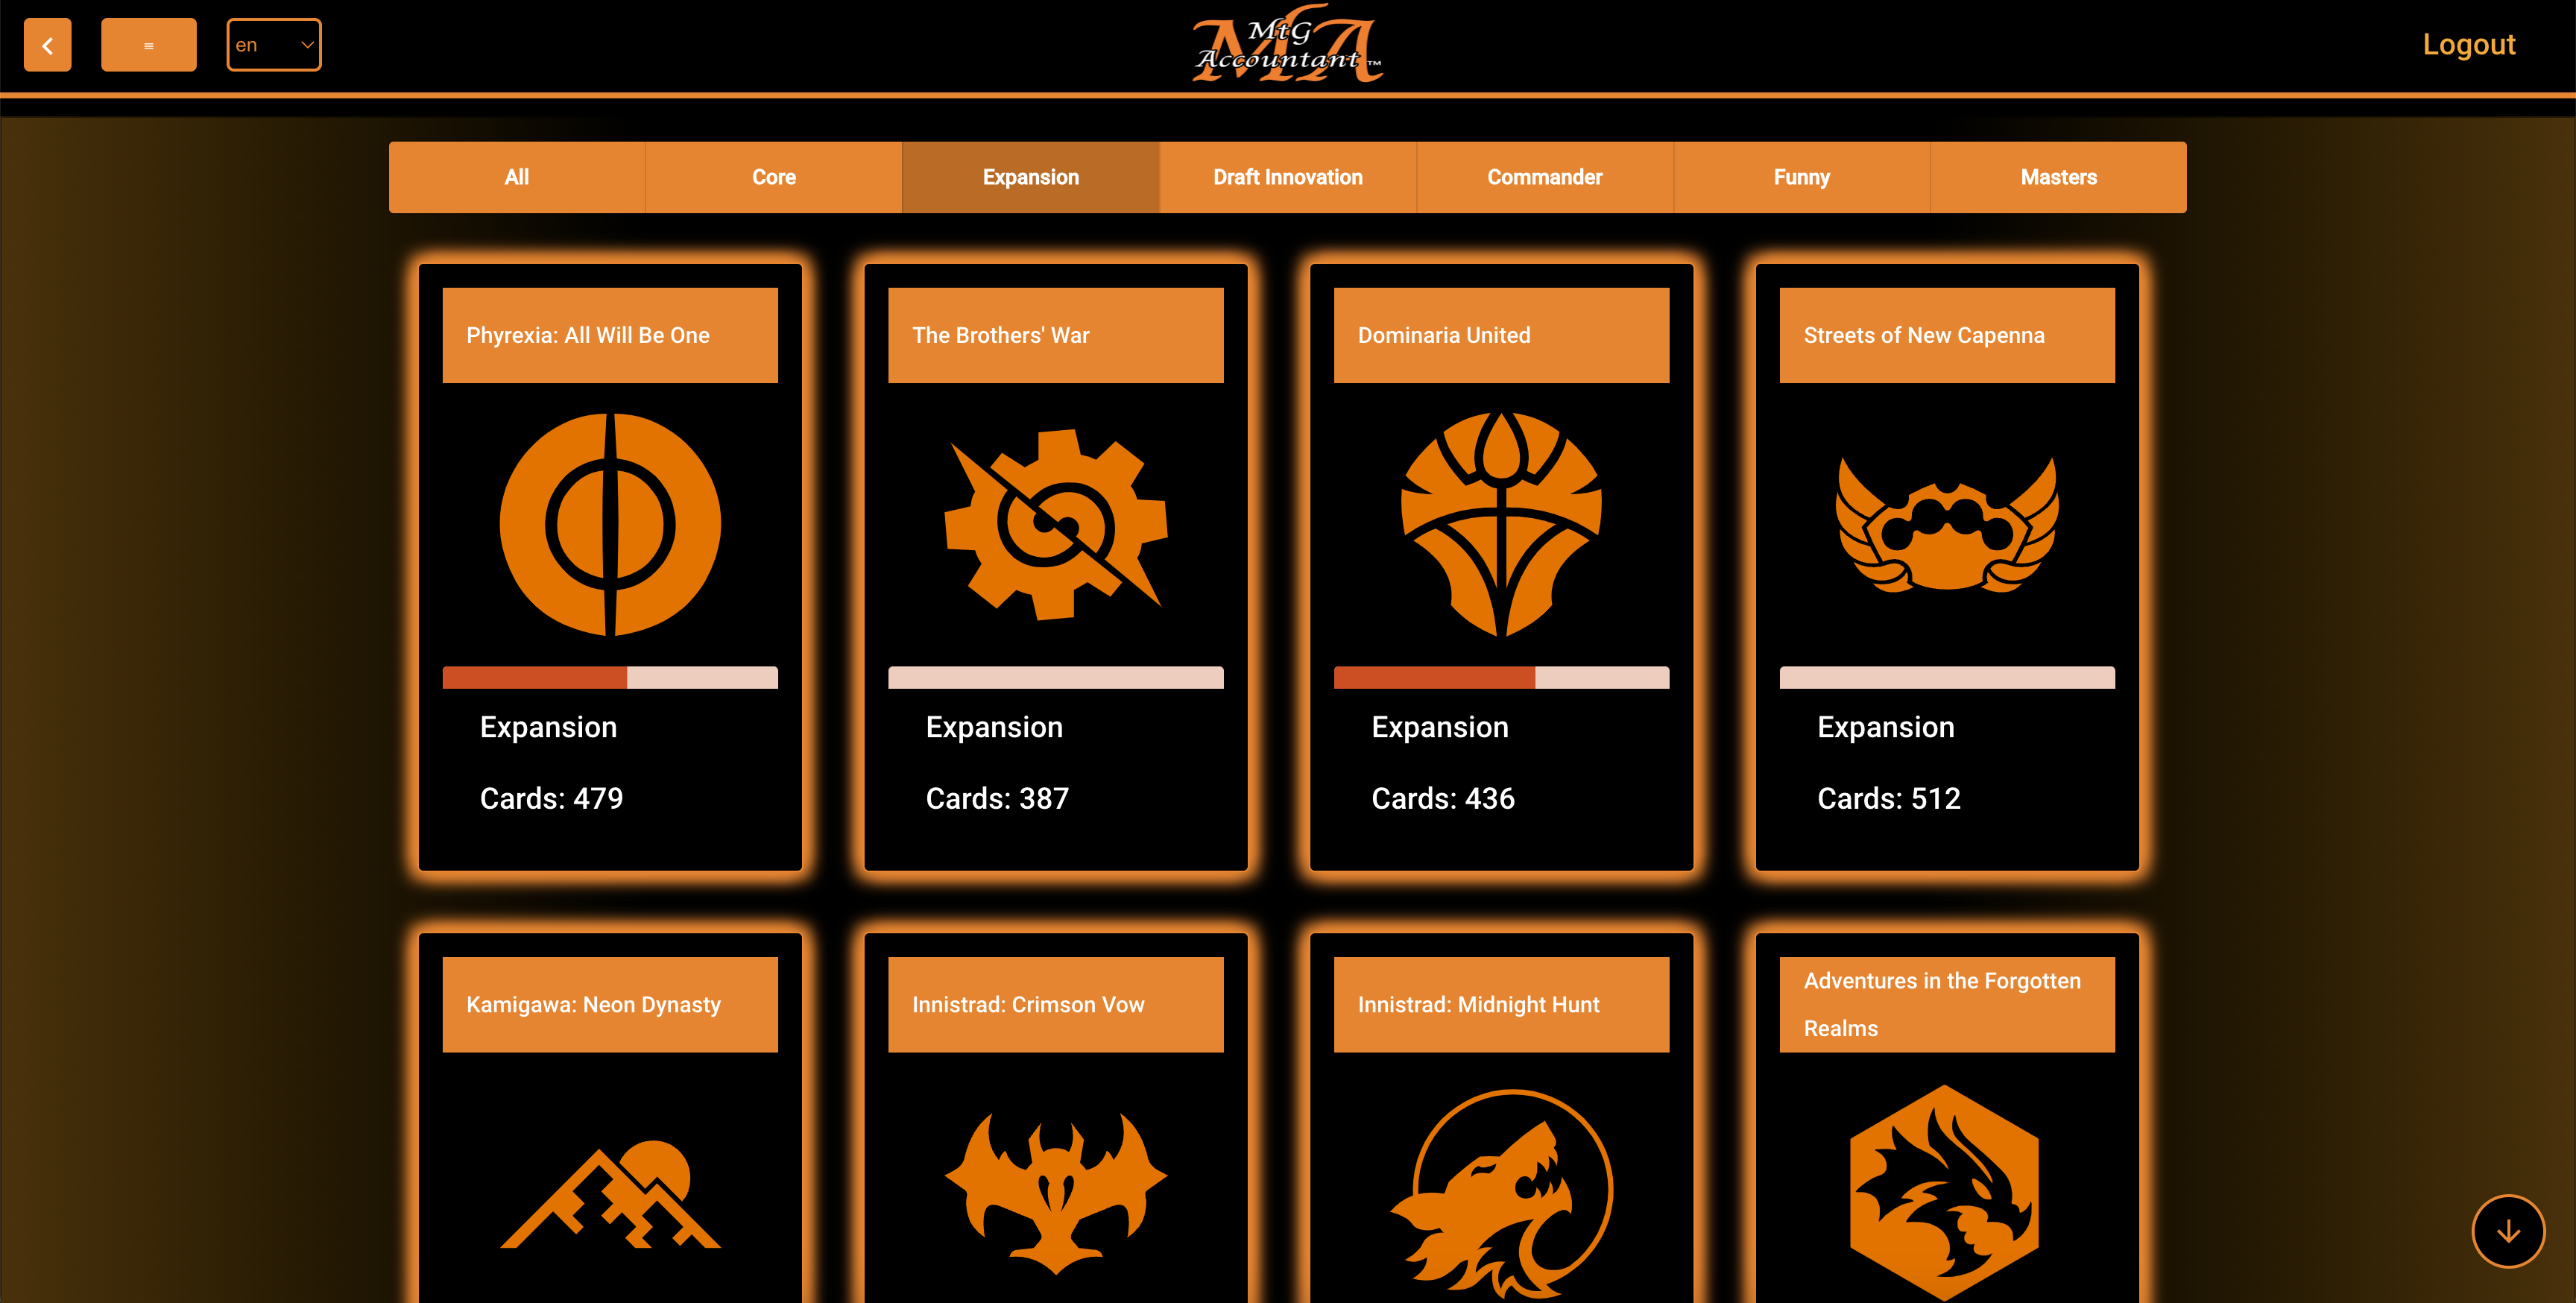 en
MtG
Accountant™
Logout
All
Core
Expansion
Draft Innovation
Commander
Funny
Masters
Phyrexia: All Will Be One
Expansion
Cards: 479
The Brothers' War
Expansion
Cards: 387
Dominaria United
Expansion
Cards: 436
Streets of New Capenna
Expansion
Cards: 512
Kamigawa: Neon Dynasty
Innistrad: Crimson Vow
Innistrad: Midnight Hunt
Adventures in the Forgotten
Realms